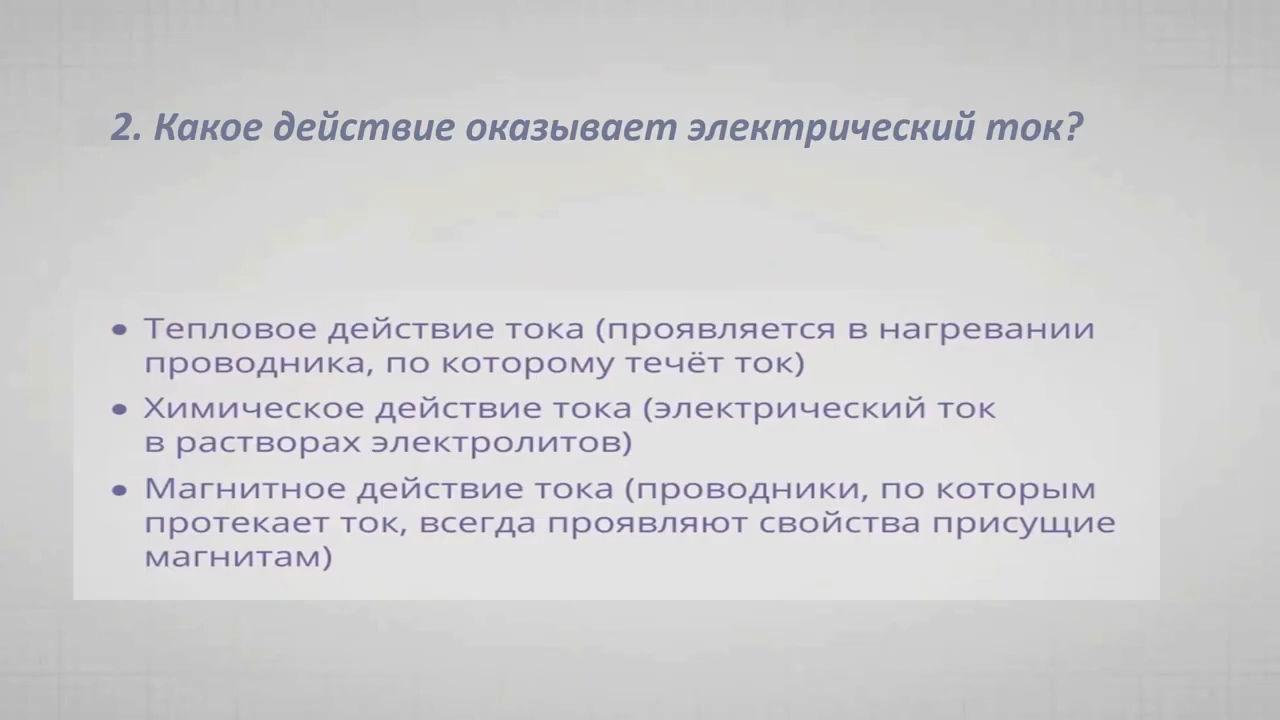 2. Какое действие оказывает электрический ток?
• Тепловое действие тока (проявляется в нагревании
проводника, по которому течёт ток)
• Химическое действие тока (электрический ток
в растворах электролитов)
• Магнитное действие тока (проводники, по которым
протекает ток, всегда проявляют свойства присущие
магнитам)